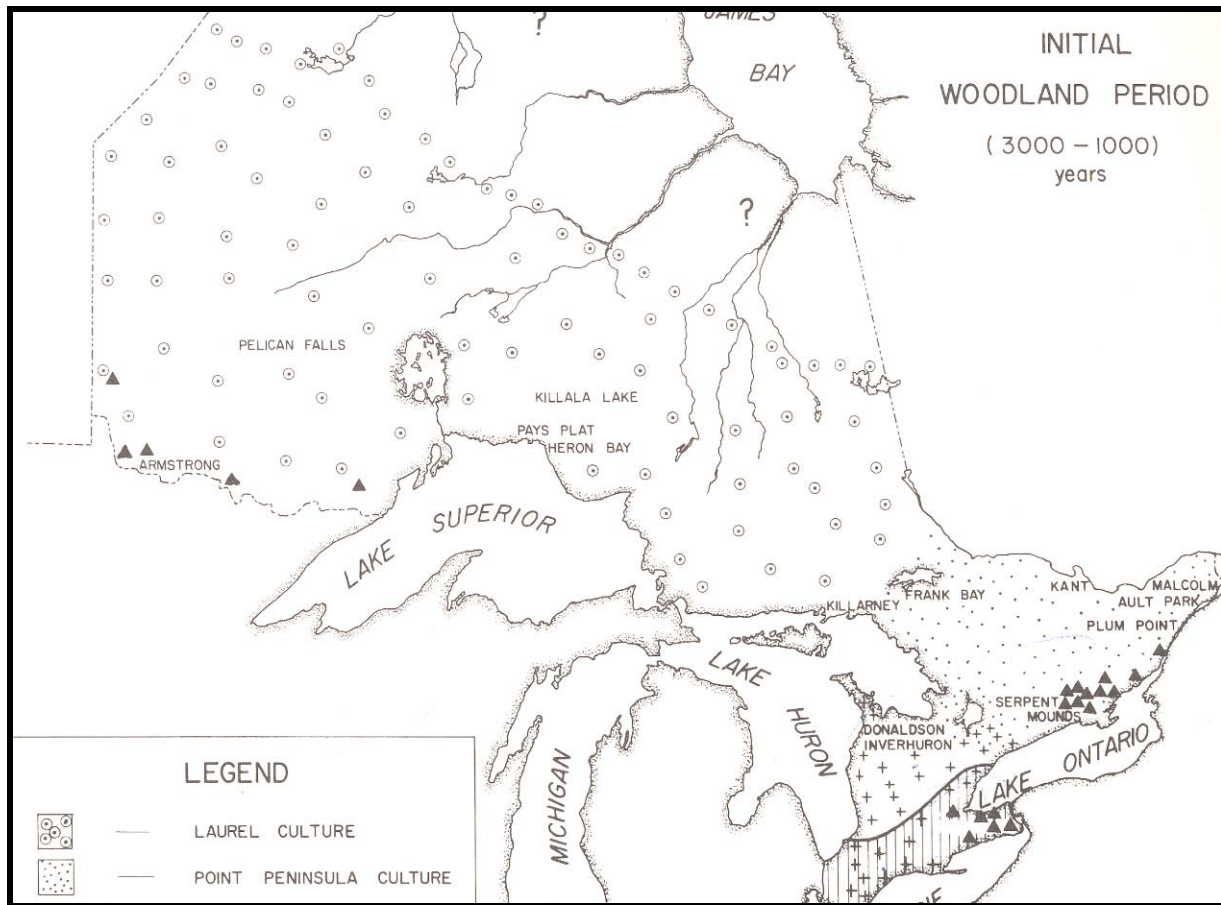 INITIAL
WOODLAND PERIOD
( 3000 – 1000)
years
?
JAMES
BAY
?
PELICAN FALLS
KILLALA LAKE
PAYS PLAT
HERON BAY
ARMSTRONG
LAKE SUPERIOR
KILLARNEY
FRANK BAY
KANT
MALCOLM
AULT PARK
PLUM POINT
LAKE HURON
SERPENT
MOUNDS
DONALDSON
INVERHURON
LAKE ONTARIO
MICHIGAN
LEGEND
LAUREL CULTURE
POINT PENINSULA CULTURE